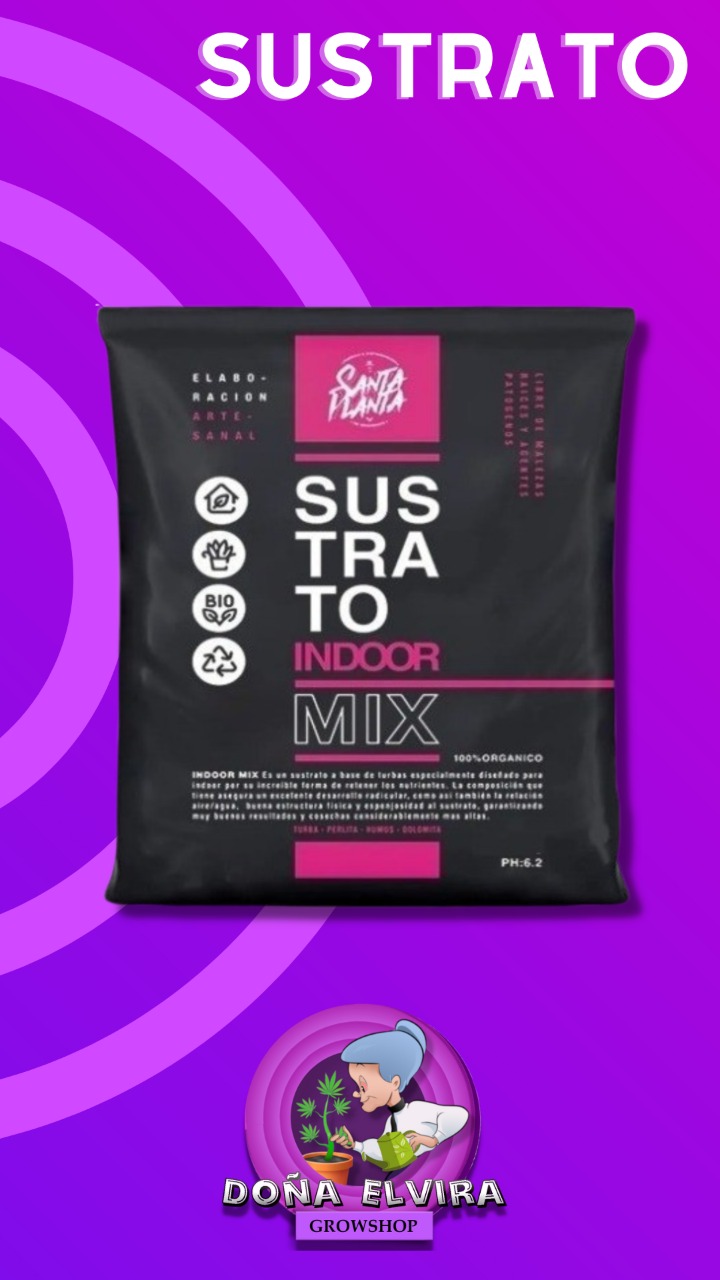 SUSTRATO
ELABO-
RACION
ARTE-
SANAL
SANTA
PLANTA
LIBRE DE MALEZAS
RAICES Y AGENTES
PATOGENOS
BIO
SUS
TRA
TO
INDOOR
MIX
100%ORGANICO
INDOOR MIX Es un sustrato a base de turbas especialmente diseñado para
indoor por su increible forma de retener los nutrientes. La composición que
tiene asegura un excelente desarrollo radicular, como asi también la relación
aire/agua, buena estructura fisica y esponjosidad al sustrato, garantizando
muy buenos resultados y cosechas considerablemente mas altas.
TURBA - PERLITA - HUMUS - DOLOMITA
PH:6.2
DOÑA ELVIRA
GROWSHOP